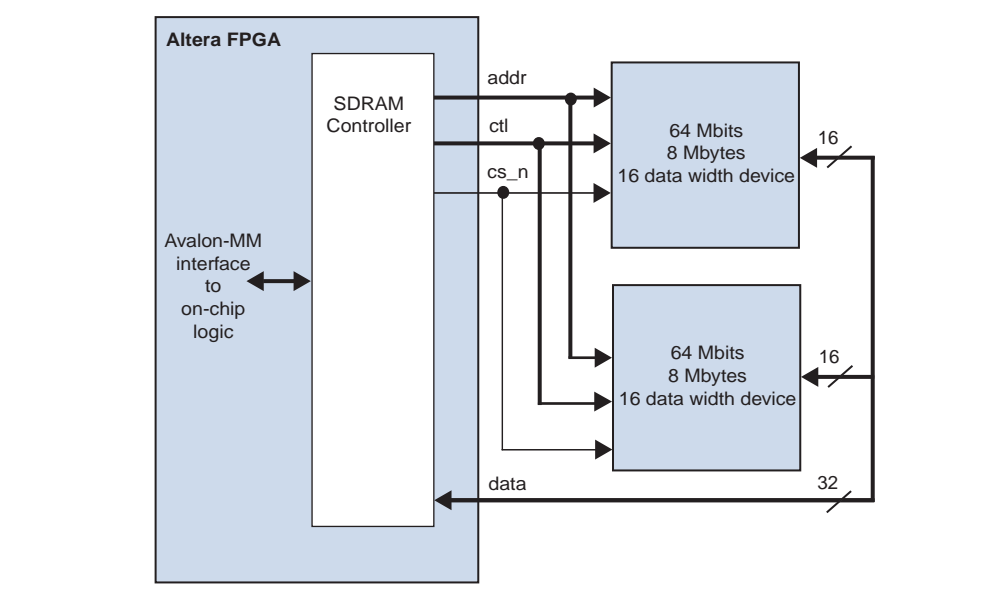 Altera FPGA
SDRAM
Controller
Avalon-MM
interface
to
on-chip
logic
addr
ctl
cs_n
64 Mbits
8 Mbytes
16 data width device
16
64 Mbits
8 Mbytes
16 data width device
16
data
32